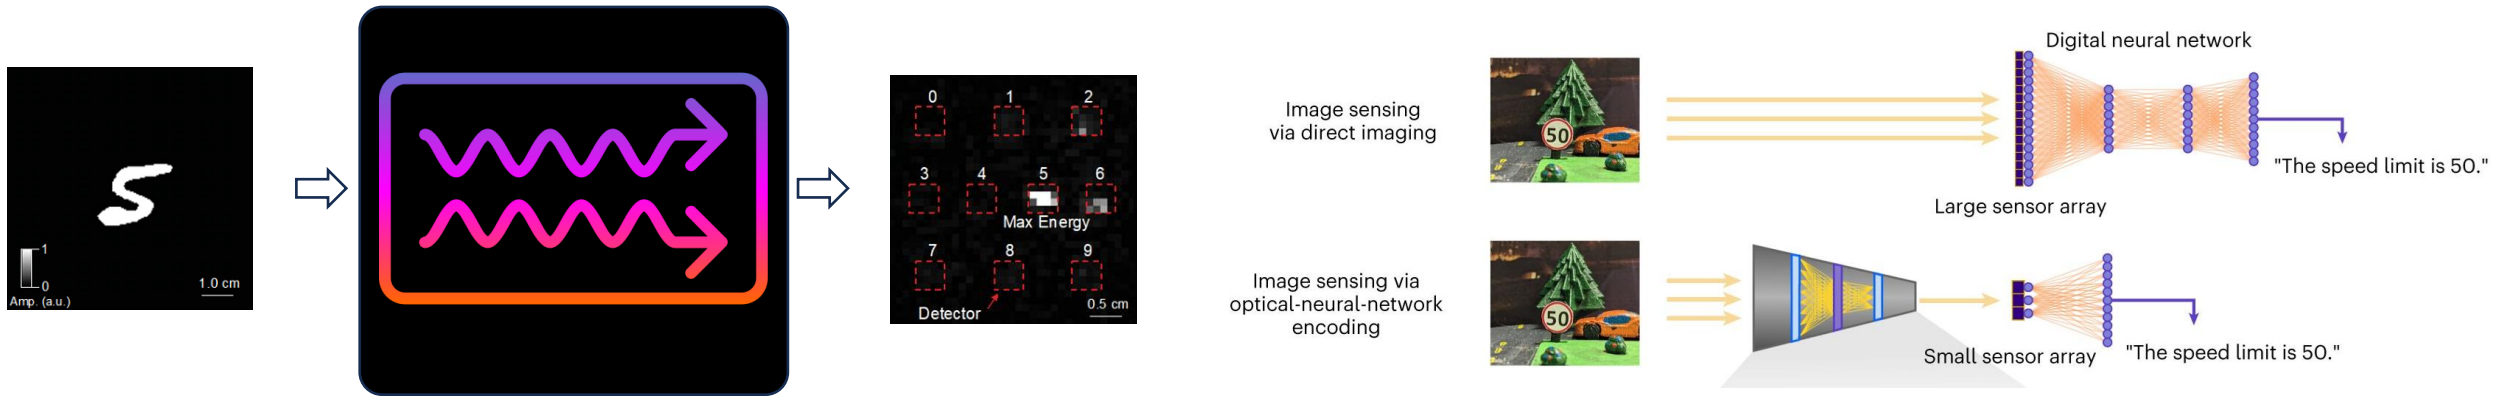 1
0
Amp. (a.u.)
1.0 cm
0 1 2
3 4 5 6
Max Energy
7 8 9
Detector
0.5 cm
Image sensing
via direct imaging
50
Digital neural network
"The speed limit is 50."
Large sensor array
Image sensing via
optical-neural-network
encoding
50
Small sensor array
"The speed limit is 50."